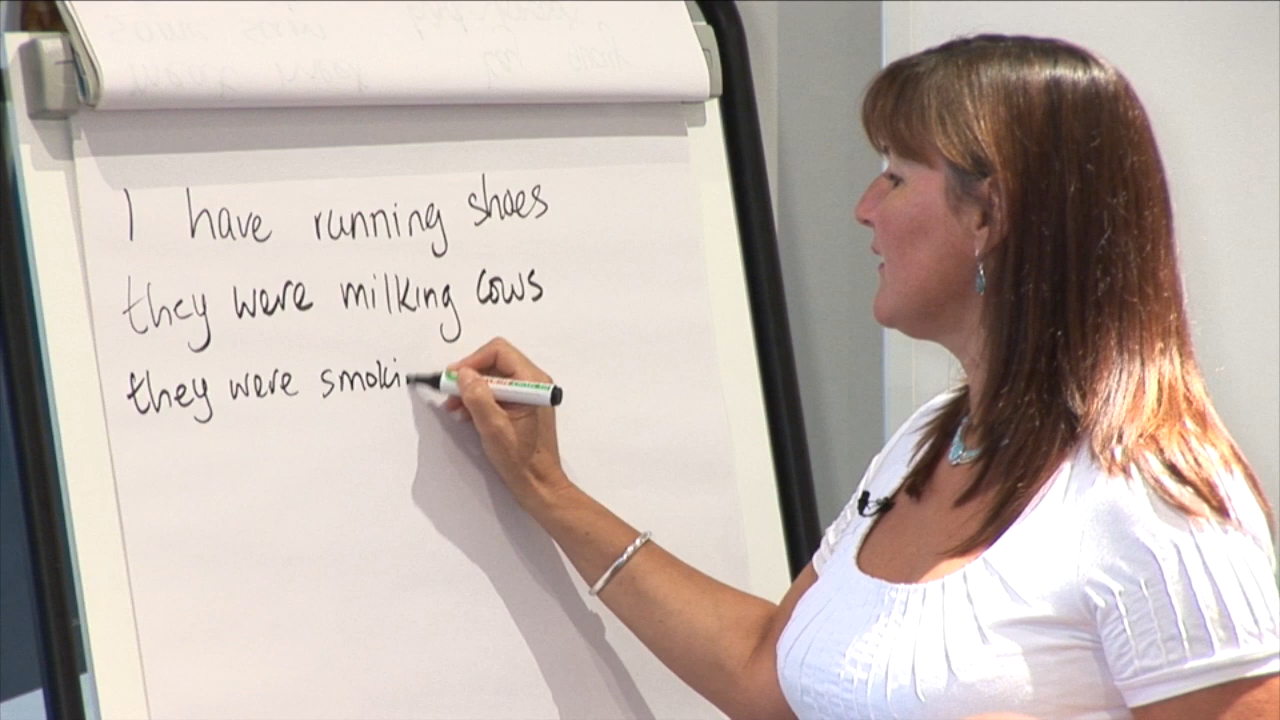 I have running shoes
they were milking cows
they were smoki